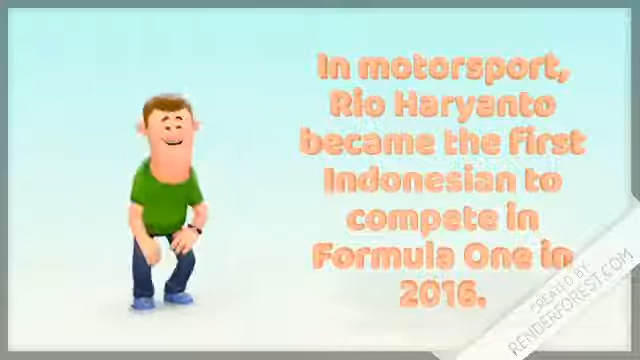 In motorsport,
Rio Haryanto
became the first
Indonesian to
compete in
Formula One in
2016.
CREATED BY
RENDERFOREST.COM